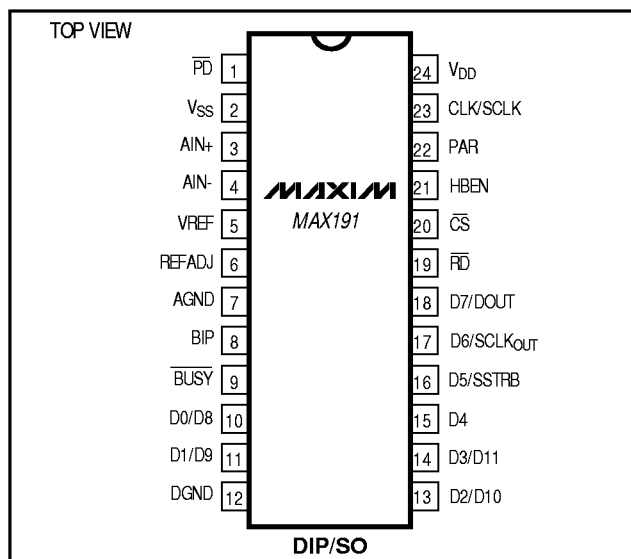 TOP VIEW
PD 1
VSS 2
AIN+ 3
AIN- 4
VREF 5
REFADJ 6
AGND 7
BIP 8
BUSY 9
D0/D8 10
D1/D9 11
DGND 12
MAXIM
MAX191
24 VDD
23 CLK/SCLK
22 PAR
21 HBEN
20 CS
19 RD
18 D7/DOUT
17 D6/SCLKOUT
16 D5/SSTRB
15 D4
14 D3/D11
13 D2/D10
DIP/SO